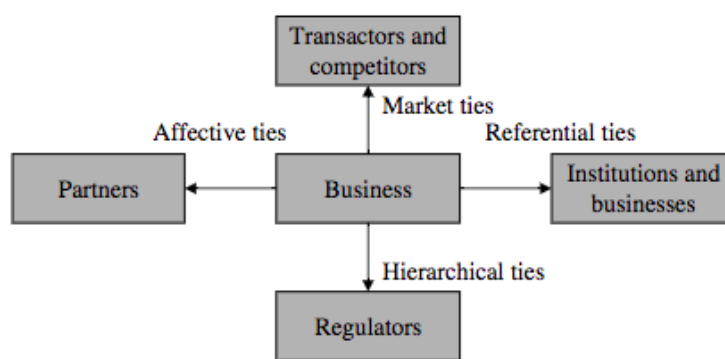 Transactors and
competitors
Market ties
Affective ties
Referential ties
Partners
Business
Institutions and
businesses
Hierarchical ties
Regulators